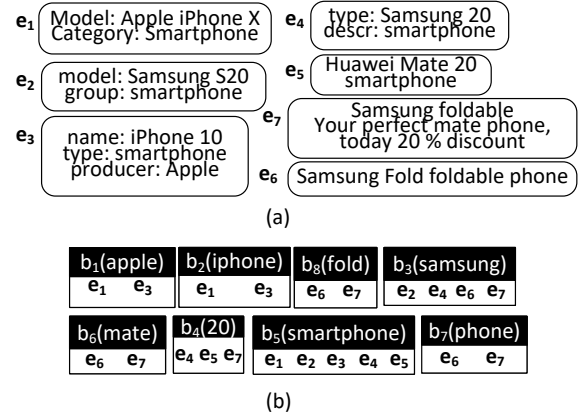 e1
Model: Apple iPhone X
Category: Smartphone
e2
model: Samsung S20
group: smartphone
e3
name: iPhone 10
type: smartphone
producer: Apple
e4
type: Samsung 20
descr: smartphone
e5
Huawei Mate 20
smartphone
e7
Samsung foldable
Your perfect mate phone,
today 20 % discount
e6
Samsung Fold foldable phone
(a)
b1(apple)
e1 e3
b2(iphone)
e1 e3
b8(fold)
e6 e7
b3(samsung)
e2 e4 e6 e7
b6(mate)
e6 e7
b4(20)
e4 e5 e7
b5(smartphone)
e1 e2 e3 e4 e5
b7(phone)
e6 e7
(b)